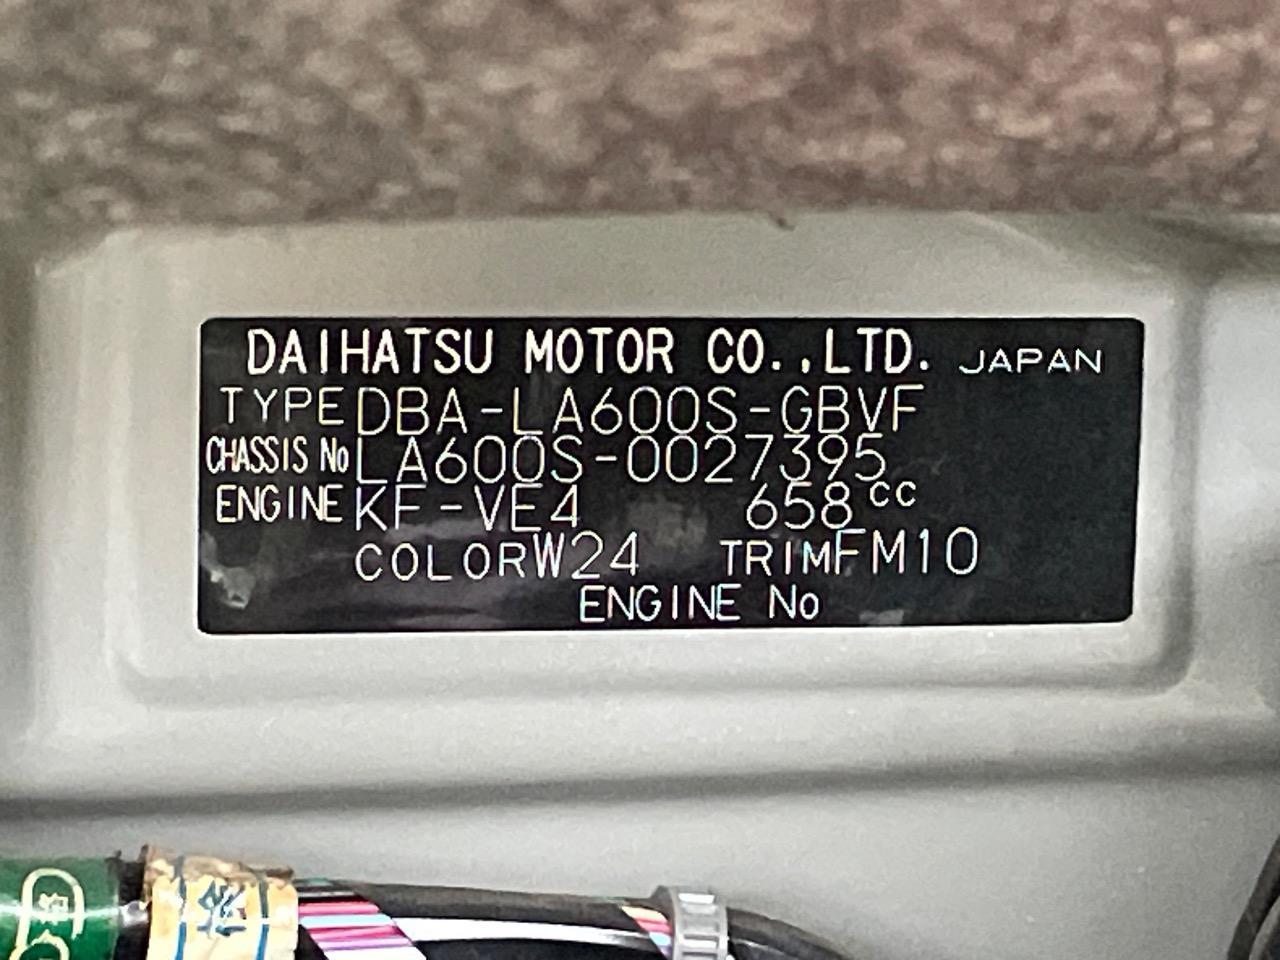 DAIHATSU MOTOR CO.,LTD. JAPAN
TYPE DBA-LA600S-GBVF
CHASSIS No LA600S-0027395
ENGINE KF-VE4 658cc
COLOR W24 TRIM FM10
ENGINE No